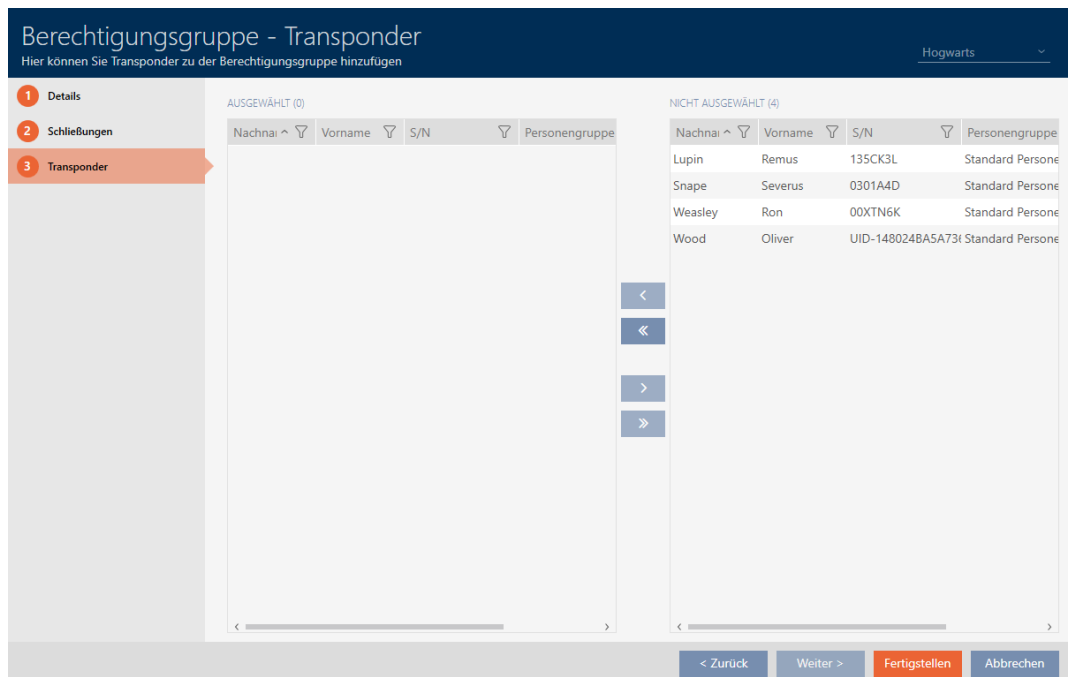 Berechtigungsgruppe - Transponder
Hier können Sie Transponder zu der Berechtigungsgruppe hinzufügen
Hogwarts
1 Details
2 Schließungen
3 Transponder
AUSGEWÄHLT (0)
Nachnai Vorname S/N Personengruppe
NICHT AUSGEWÄHLT (4)
Nachnai Vorname S/N Personengruppe
Lupin Remus 135CK3L Standard Persone
Snape Severus 0301A4D Standard Persone
Weasley Ron 00XTN6K Standard Persone
Wood Oliver UID-148024BA5A736 Standard Persone
< Zurück Weiter > Fertigstellen Abbrechen